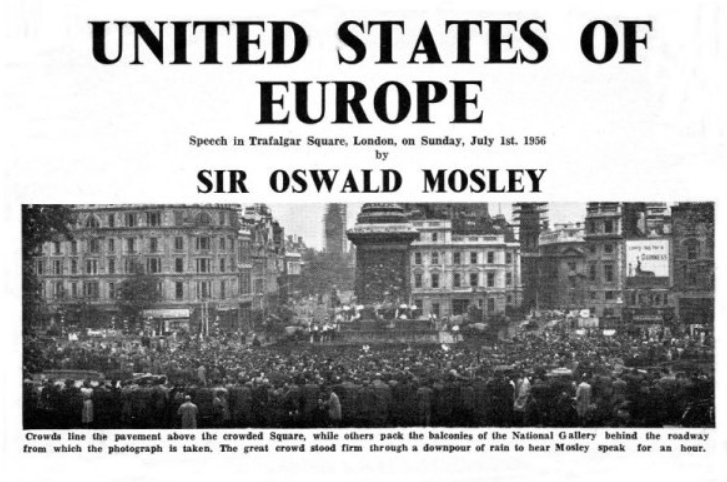 UNITED STATES OF
EUROPE
Speech in Trafalgar Square, London, on Sunday, July 1st. 1956
by
SIR OSWALD MOSLEY
GUINNESS
Crowds line the pavement above the crowded Square, while others pack the balconies of the National Gallery behind the roadway
from which the photograph is taken. The great crowd stood firm through a downpour of rain to hear Mosley speak for an hour.